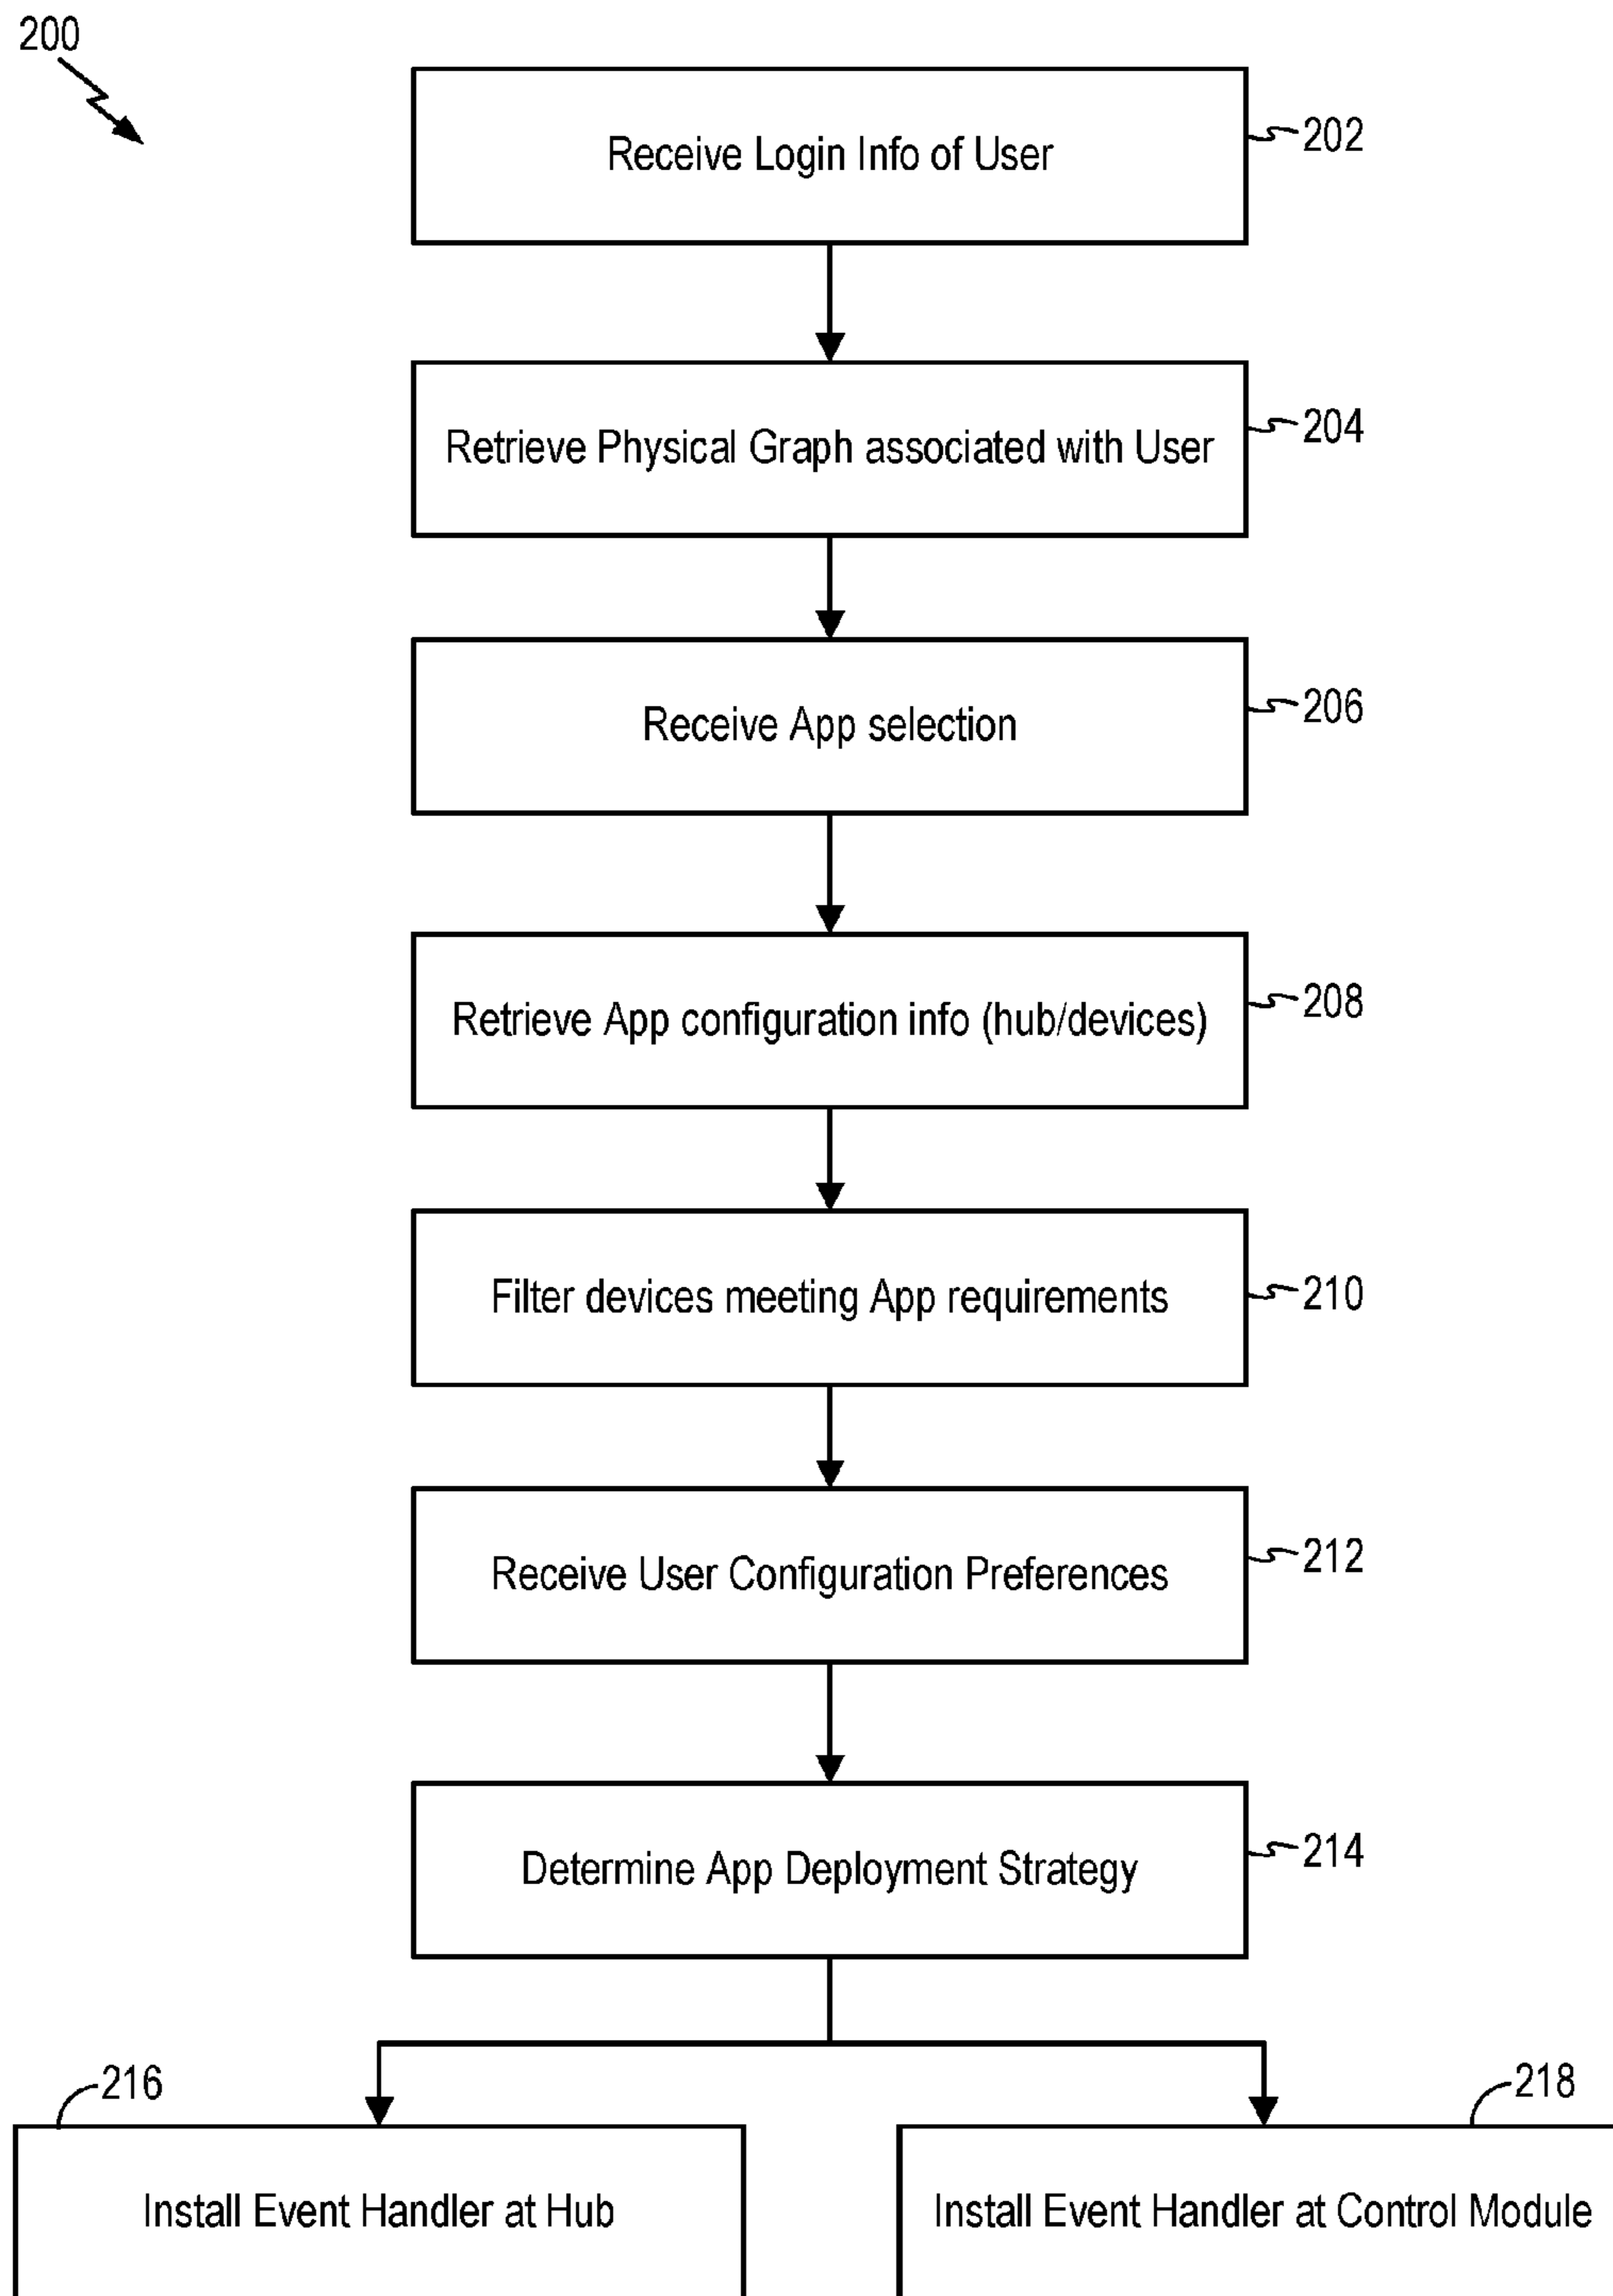 200
Receive Login Info of User
202
Retrieve Physical Graph associated with User
204
Receive App selection
206
Retrieve App configuration info (hub/devices)
208
Filter devices meeting App requirements
210
Receive User Configuration Preferences
212
Determine App Deployment Strategy
214
216
Install Event Handler at Hub
218
Install Event Handler at Control Module